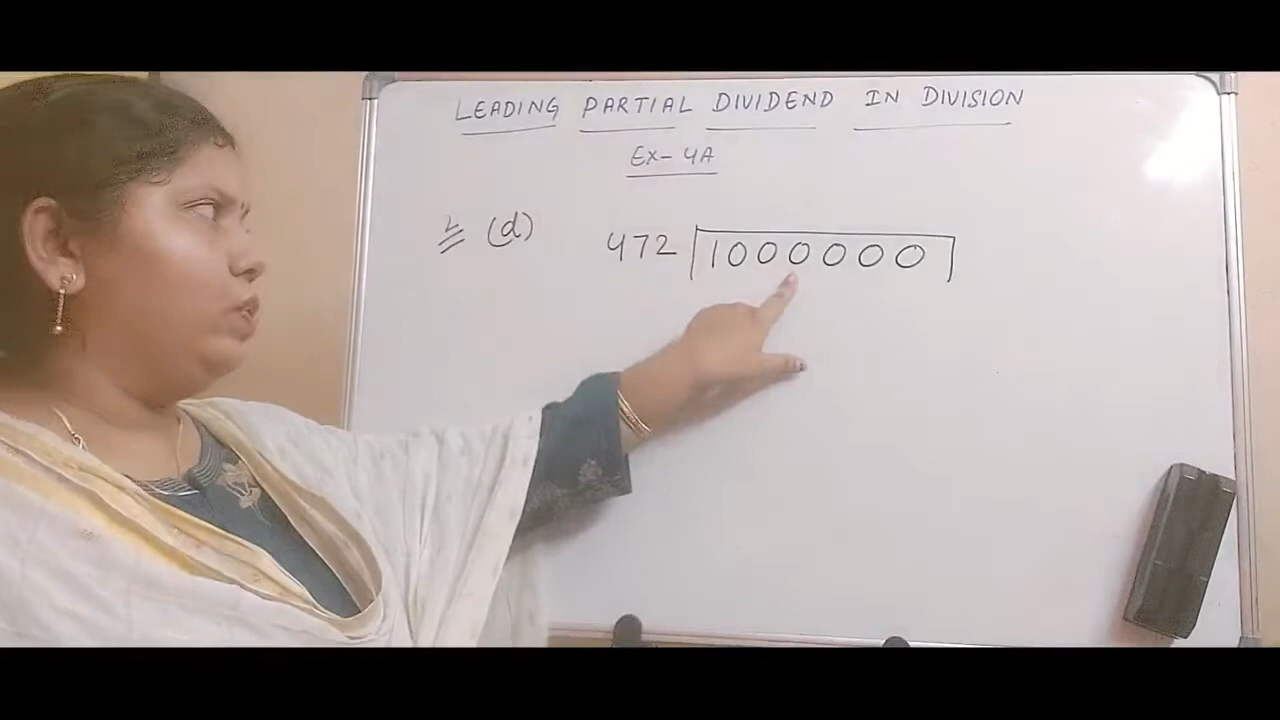 LEADING PARTIAL DIVIDEND IN DIVISION
EX-4A
(d) 472 1000000